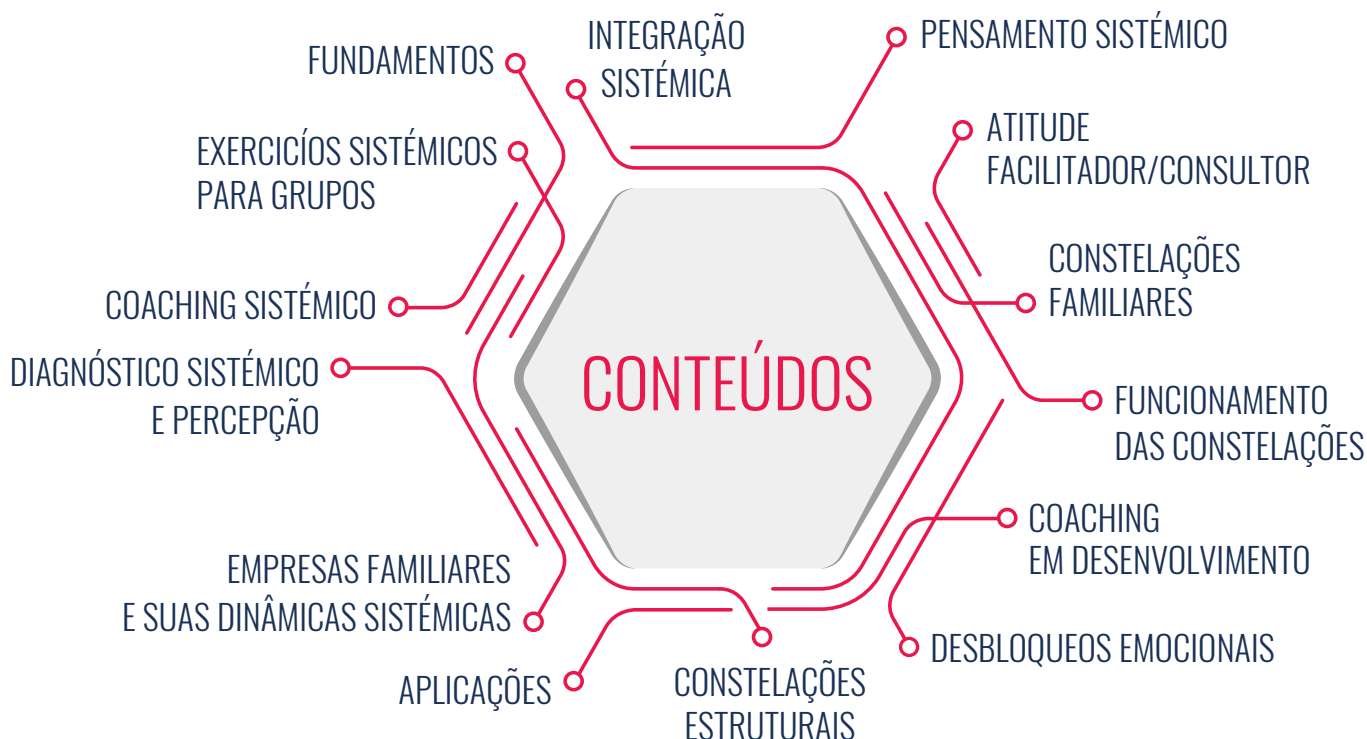 INTEGRAÇÃO
SISTÉMICA
PENSAMENTO SISTÉMICO
FUNDAMENTOS
ATITUDE
FACILITADOR/CONSULTOR
EXERCICÍOS SISTÉMICOS
PARA GRUPOS
CONSTELAÇÕES
FAMILIARES
COACHING SISTÉMICO
DIAGNÓSTICO SISTÉMICO
E PERCEPÇÃO
CONTEÚDOS
FUNCIONAMENTO
DAS CONSTELAÇÕES
COACHING
EM DESENVOLVIMENTO
EMPRESAS FAMILIARES
E SUAS DINÂMICAS SISTÉMICAS
DESBLOQUEOS EMOCIONAIS
APLICAÇÕES
CONSTELAÇÕES
ESTRUTURAIS